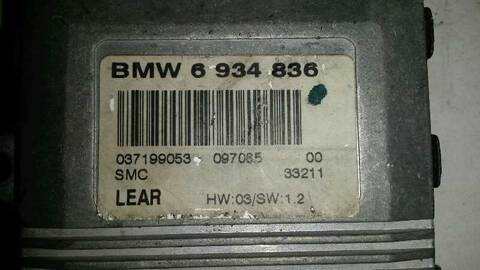 BMW 6 934 836
037199053 097085 00
SMC 33211
LEAR HW:03/SW:1.2